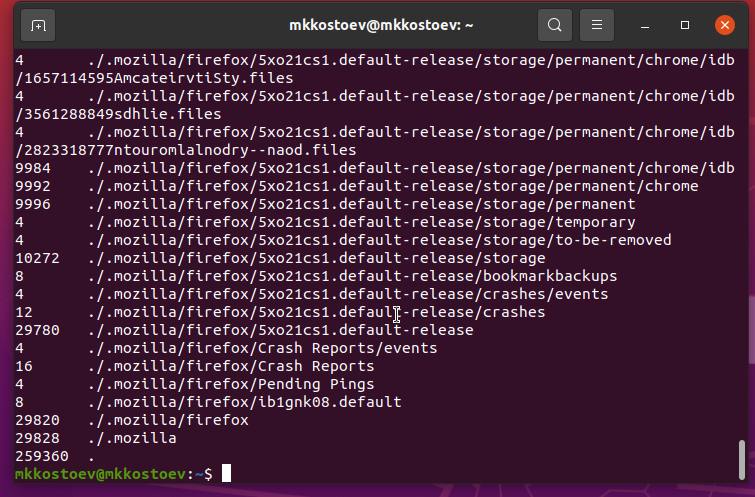 mkkostoev@mkkostoev: ~
4 ./.mozilla/firefox/5xo21cs1.default-release/storage/permanent/chrome/idb
/1657114595AmcateirvtiSty.files
4 ./.mozilla/firefox/5xo21cs1.default-release/storage/permanent/chrome/idb
/3561288849sdhlie.files
4 ./.mozilla/firefox/5xo21cs1.default-release/storage/permanent/chrome/idb
/2823318777ntouromlalnodry--naod.files
9984 ./.mozilla/firefox/5xo21cs1.default-release/storage/permanent/chrome/idb
9992 ./.mozilla/firefox/5xo21cs1.default-release/storage/permanent/chrome
9996 ./.mozilla/firefox/5xo21cs1.default-release/storage/permanent
4 ./.mozilla/firefox/5xo21cs1.default-release/storage/temporary
4 ./.mozilla/firefox/5xo21cs1.default-release/storage/to-be-removed
10272 ./.mozilla/firefox/5xo21cs1.default-release/storage
8 ./.mozilla/firefox/5xo21cs1.default-release/bookmarkbackups
4 ./.mozilla/firefox/5xo21cs1.default-release/crashes/events
12 ./.mozilla/firefox/5xo21cs1.default-release/crashes
29780 ./.mozilla/firefox/5xo21cs1.default-release
4 ./.mozilla/firefox/Crash Reports/events
16 ./.mozilla/firefox/Crash Reports
4 ./.mozilla/firefox/Pending Pings
8 ./.mozilla/firefox/ib1gnk08.default
29820 ./.mozilla/firefox
29828 ./.mozilla
259360 .
mkkostoev@mkkostoev:~$